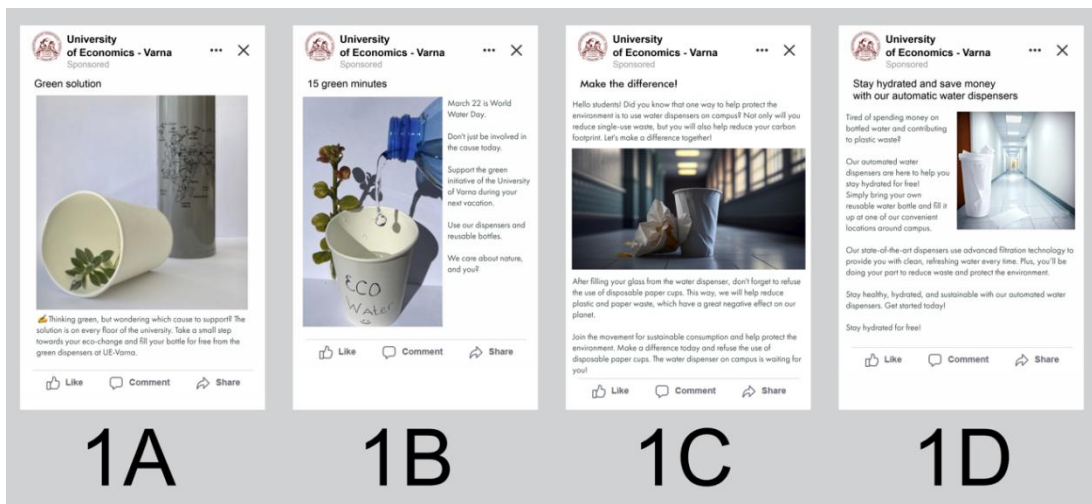 University
of Economics - Varna
Sponsored
Green solution
✍Thinking green, but wondering which cause to support? The
solution is on every floor of the university. Take a small step
towards your eco-change and fill your bottle for free from the
green dispensers at UE-Varna.
Like Comment Share
1A
University
of Economics - Varna
Sponsored
15 green minutes
March 22 is World
Water Day.
Don't just be involved in
the cause today.
Support the green
initiative of the University
of Varna during your
next vacation.
Use our dispensers and
reusable bottles.
We care about nature,
and you?
ECO
Water
Like Comment Share
1B
University
of Economics - Varna
Sponsored
Make the difference!
Hello students! Did you know that one way to help protect the
environment is to use water dispensers on campus? Not only will you
reduce single-use waste, but you will also help reduce your carbon
footprint. Let's make a difference together!
After filling your glass from the water dispenser, don't forget to refuse
the use of disposable paper cups. This way, we will help reduce
plastic and paper waste, which have a great negative effect on our
planet.
Join the movement for sustainable consumption and help protect the
environment. Make a difference today and refuse the use of
disposable paper cups. The water dispenser on campus is waiting for
you!
Like Comment Share
1C
University
of Economics - Varna
Sponsored
Stay hydrated and save money
with our automatic water dispensers
Tired of spending money on
bottled water and contributing
to plastic waste?
Our automated water
dispensers are here to help you
stay hydrated for free!
Simply bring your own
reusable water bottle and fill it
up at one of our convenient
locations around campus.
Our state-of-the-art dispensers use advanced filtration technology to
provide you with clean, refreshing water every time. Plus, you'll be
doing your part to reduce waste and protect the environment.
Stay healthy, hydrated, and sustainable with our automated water
dispensers. Get started today!
Stay hydrated for free!
Like Comment Share
1D